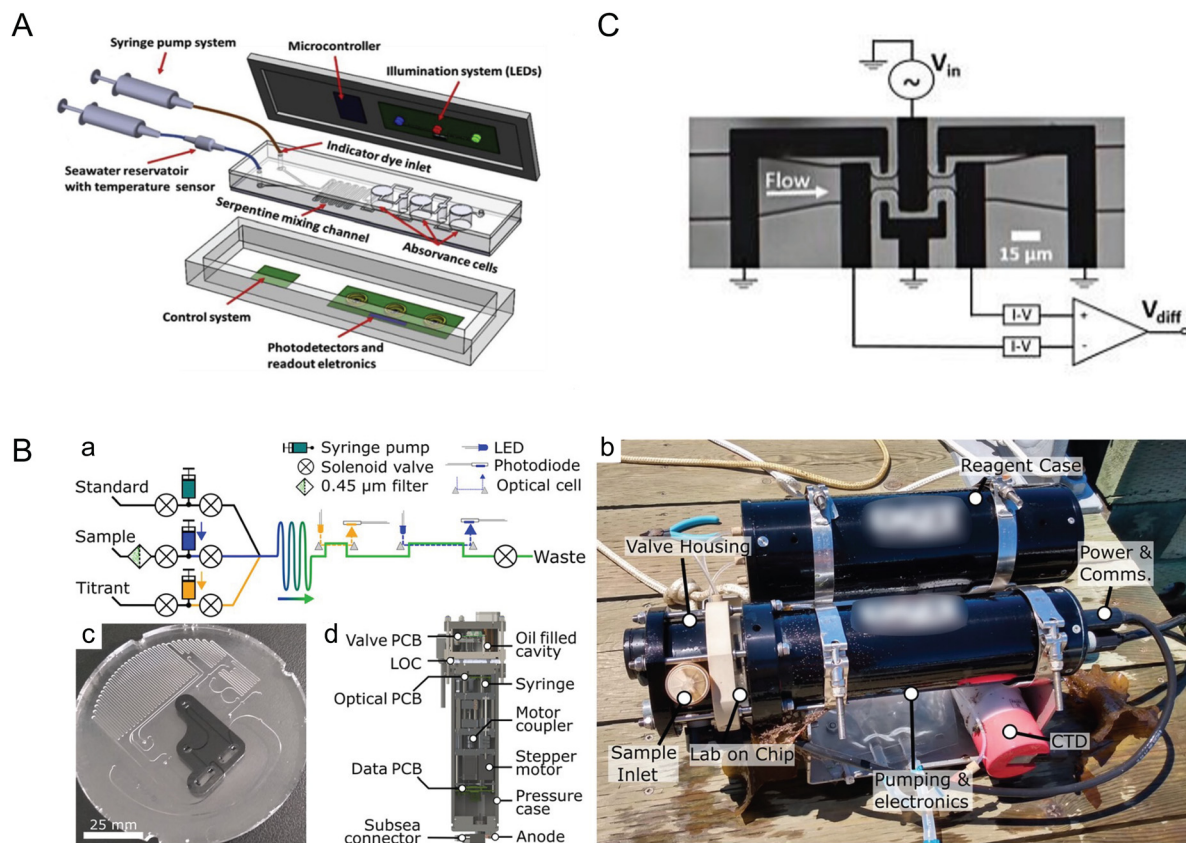 A
Syringe pump system
Microcontroller
Illumination system (LEDs)
Indicator dye inlet
Seawater reservatoir
with temperature sensor
Serpentine mixing
channel
Absorvance cells
Control system
Photodetectors and
readout eletronics
C
Vin
Flow
15 µm
I-V
I-V
+
-
Vdiff
B
a
Syringe pump
Solenoid valve
0.45 µm filter
LED
Photodiode
Optical cell
Standard
Sample
Titrant
Waste
c
25 mm
d
Valve PCB
LOC
Optical PCB
Motor
coupler
Data PCB
Subsea
connector
Oil filled
cavity
Syringe
Stepper
motor
Pressure
case
Anode
b
Reagent Case
Valve Housing
Power &
Comms.
Sample
Inlet
Lab on Chip
CTD
Pumping &
electronics